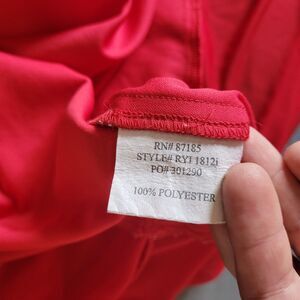 RN# 87185
STYLE# RYI 1812i
PO# 301290
100% POLYESTER